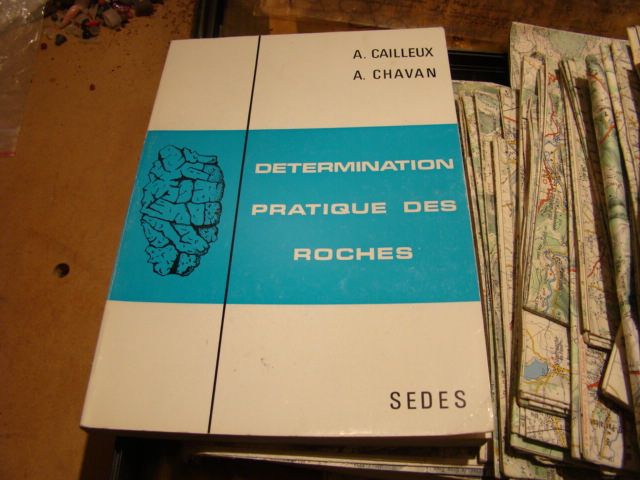 A. CAILLEUX
A. CHAVAN
DETERMINATION
PRATIQUE DES
ROCHES
SEDES